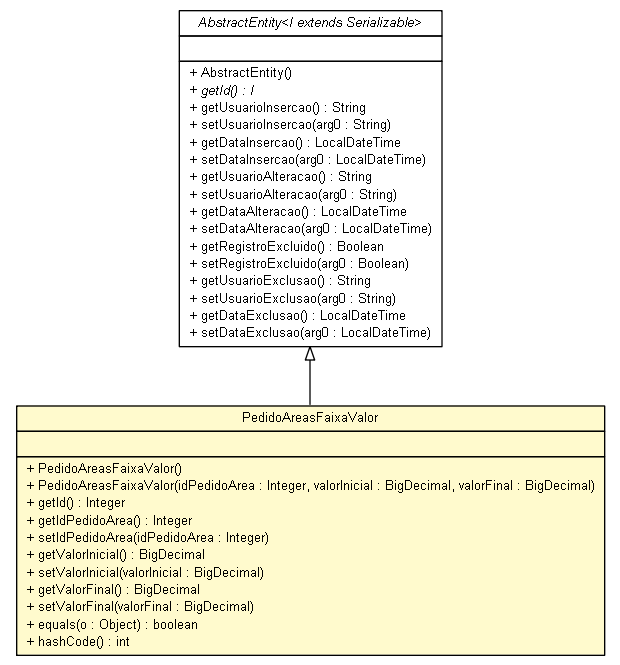 AbstractEntity<I extends Serializable>
+ AbstractEntity()
+ getId() : I
+ getUsuarioInsercao() : String
+ setUsuarioInsercao(arg0 : String)
+ getDataInsercao() : LocalDateTime
+ setDataInsercao(arg0 : LocalDateTime)
+ getUsuarioAlteracao() : String
+ setUsuarioAlteracao(arg0 : String)
+ getDataAlteracao() : LocalDateTime
+ setDataAlteracao(arg0 : LocalDateTime)
+ getRegistroExcluido() : Boolean
+ setRegistroExcluido(arg0 : Boolean)
+ getUsuarioExclusao() : String
+ setUsuarioExclusao(arg0 : String)
+ getDataExclusao() : LocalDateTime
+ setDataExclusao(arg0 : LocalDateTime)
PedidoAreasFaixaValor
+ PedidoAreasFaixaValor()
+ PedidoAreasFaixaValor(idPedidoArea : Integer, valorInicial : BigDecimal, valorFinal : BigDecimal)
+ getId() : Integer
+ getIdPedidoArea() : Integer
+ setIdPedidoArea(idPedidoArea : Integer)
+ getValorInicial() : BigDecimal
+ setValorInicial(valorInicial : BigDecimal)
+ getValorFinal() : BigDecimal
+ setValorFinal(valorFinal : BigDecimal)
+ equals(o : Object) : boolean
+ hashCode() : int